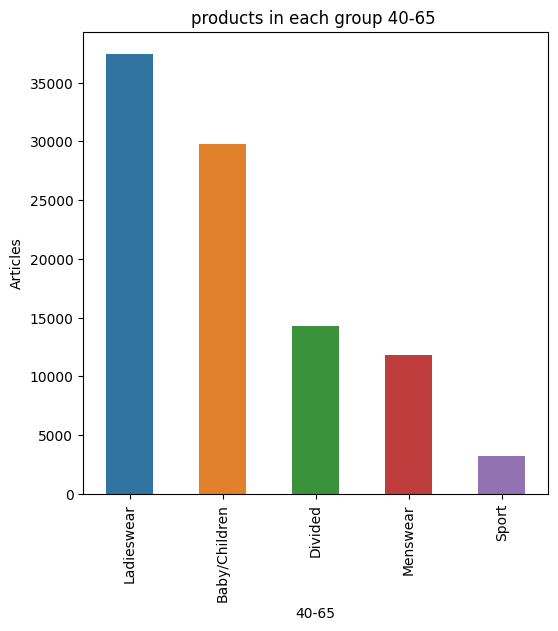 products in each group 40-65
Articles
35000
30000
25000
20000
15000
10000
5000
0
Ladieswear
Baby/Children
Divided
Menswear
Sport
40-65